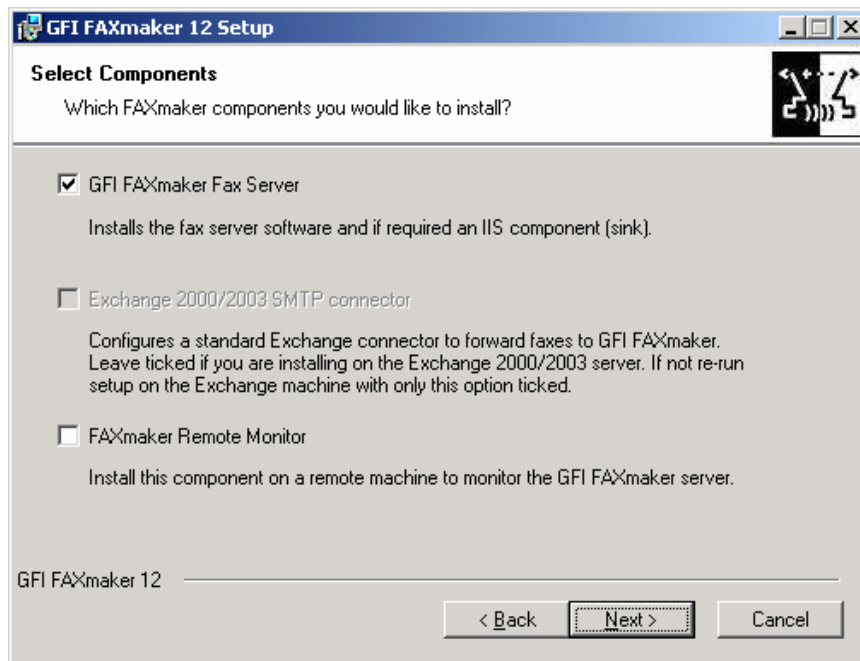 GFI FAXmaker 12 Setup
Select Components
Which FAXmaker components you would like to install?
GFI FAXmaker Fax Server
Installs the fax server software and if required an IIS component (sink).
Exchange 2000/2003 SMTP connector
Configures a standard Exchange connector to forward faxes to GFI FAXmaker.
Leave ticked if you are installing on the Exchange 2000/2003 server. If not re-run
setup on the Exchange machine with only this option ticked.
FAXmaker Remote Monitor
Install this component on a remote machine to monitor the GFI FAXmaker server.
GFI FAXmaker 12
< Back Next > Cancel